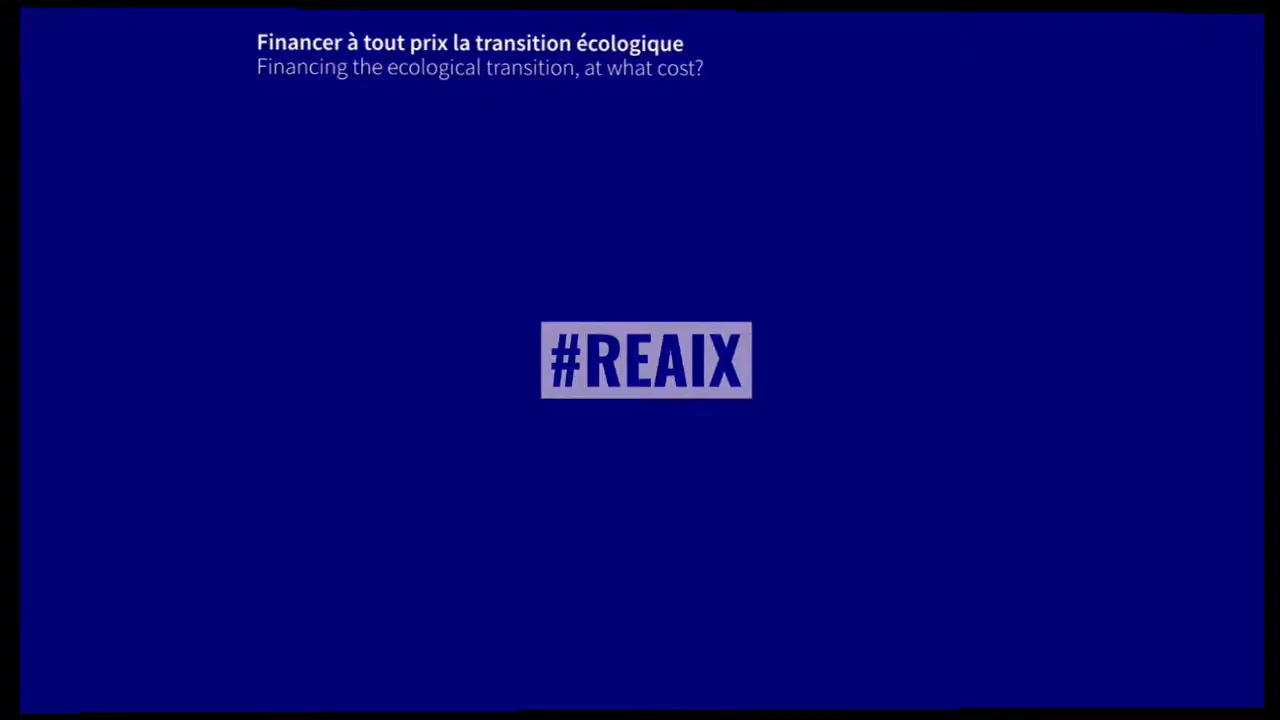 Financer à tout prix la transition écologique
Financing the ecological transition, at what cost?
#REAIX